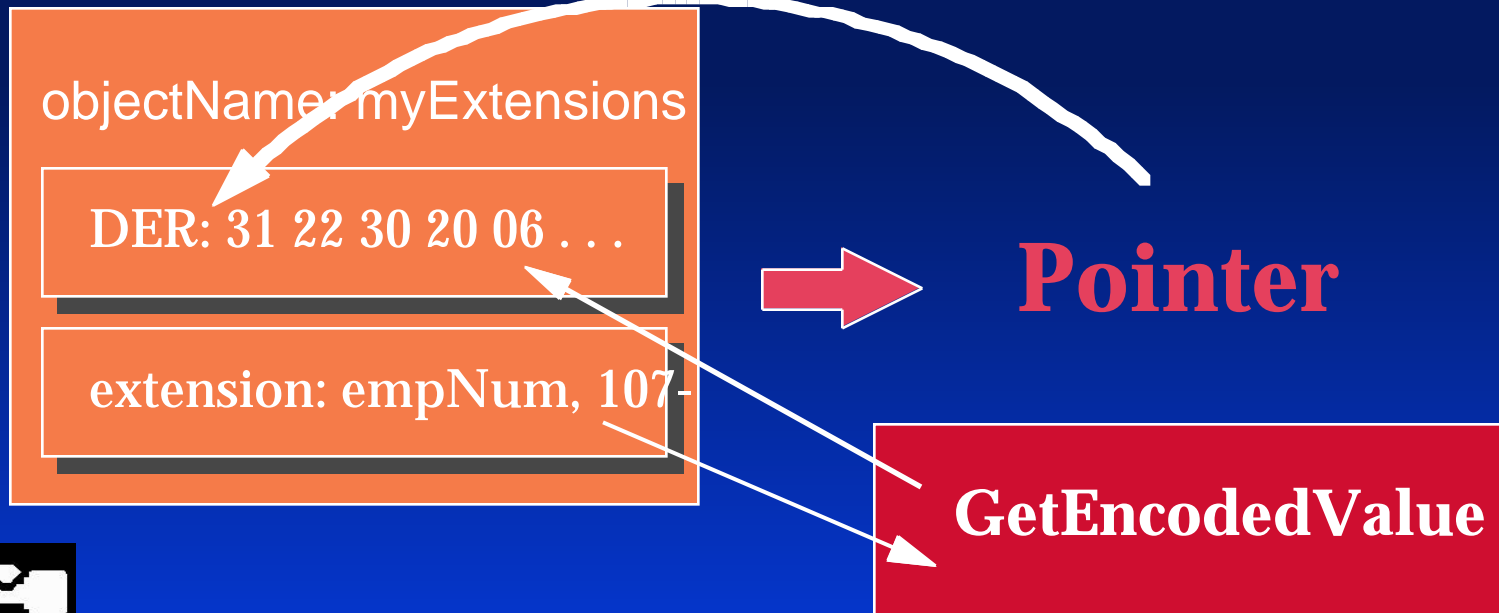 objectName: myExtensions
DER: 31 22 30 20 06 . . .
extension: empNum, 107-
Pointer
GetEncodedValue